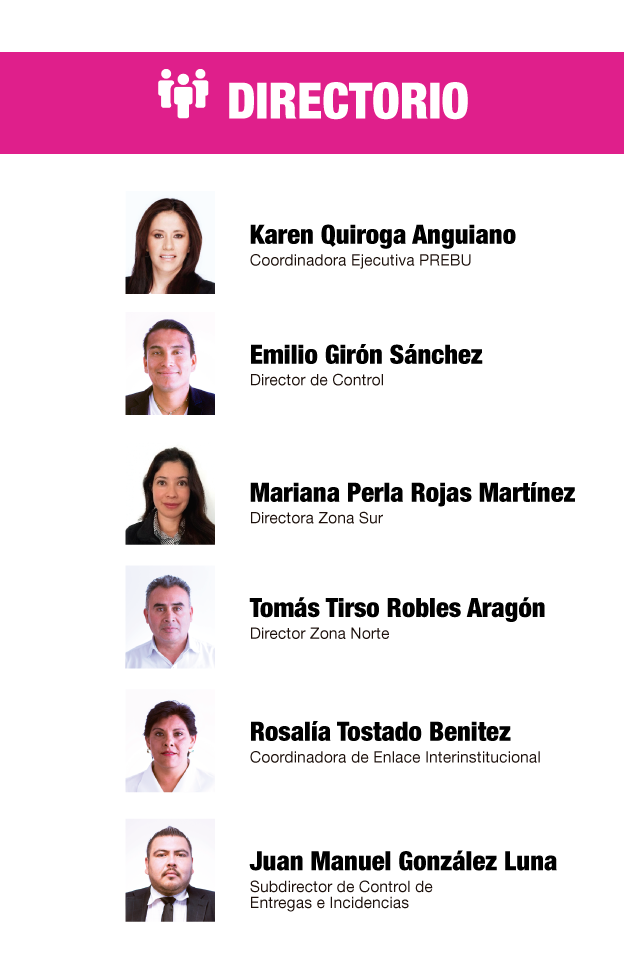 DIRECTORIO
Karen Quiroga Anguiano
Coordinadora Ejecutiva PREBU
Emilio Girón Sánchez
Director de Control
Mariana Perla Rojas Martínez
Directora Zona Sur
Tomás Tirso Robles Aragón
Director Zona Norte
Rosalía Tostado Benitez
Coordinadora de Enlace Interinstitucional
Juan Manuel González Luna
Subdirector de Control de
Entregas e Incidencias